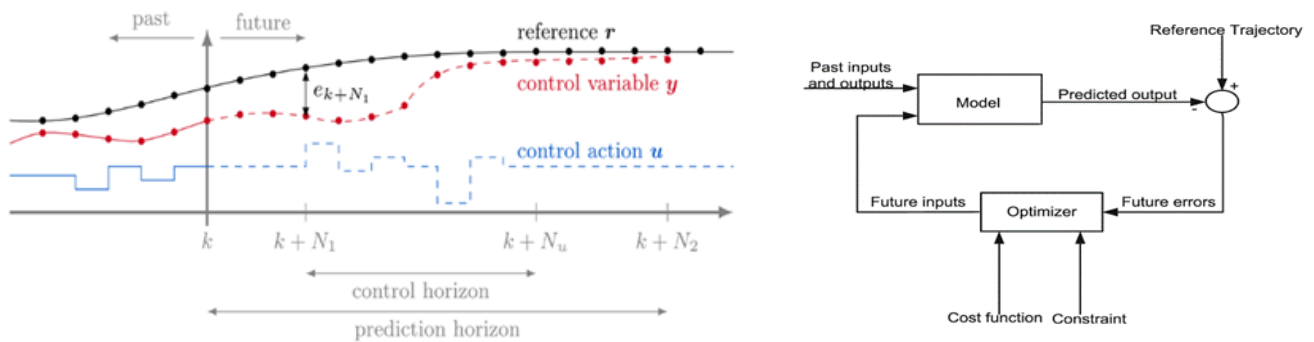 past future
reference r
control variable y
e_{k+N_1}
control action u
k
k + N_1
k + N_u
k + N_2
control horizon
prediction horizon
Reference Trajectory
+
Past inputs
and outputs
Model
Predicted output
-
Future inputs
Optimizer
Future errors
Cost function
Constraint